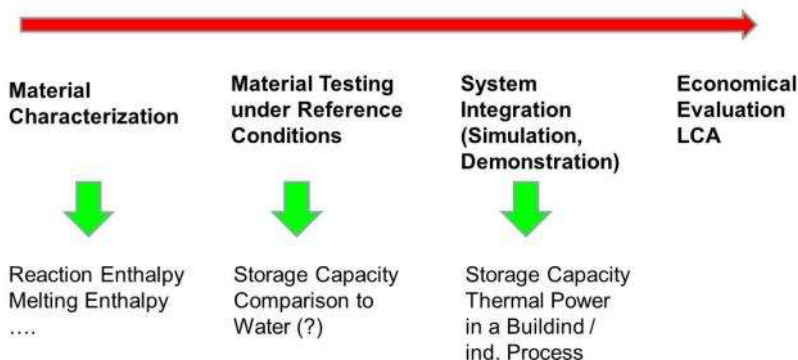 Material
Characterization
Material Testing
under Reference
Conditions
System
Integration
(Simulation,
Demonstration)
Economical
Evaluation
LCA
Reaction Enthalpy
Melting Enthalpy
....
Storage Capacity
Comparison to
Water (?)
Storage Capacity
Thermal Power
in a Buildind /
ind. Process